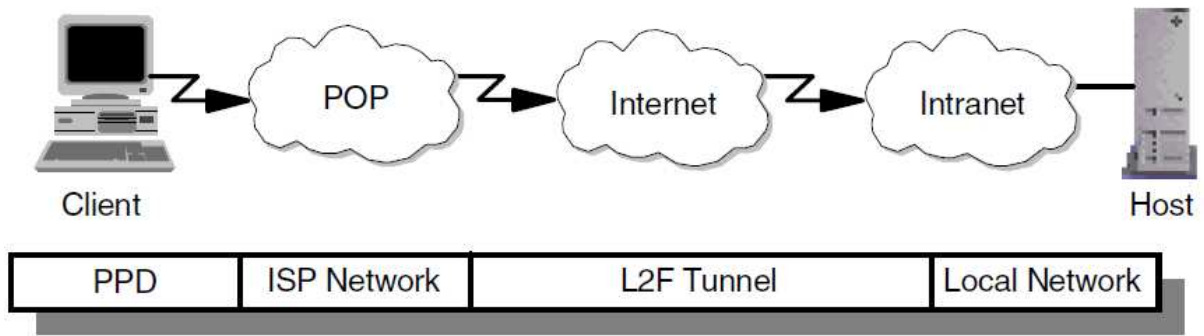 POP
Internet
Intranet
Client
Host
PPD
ISP Network
L2F Tunnel
Local Network